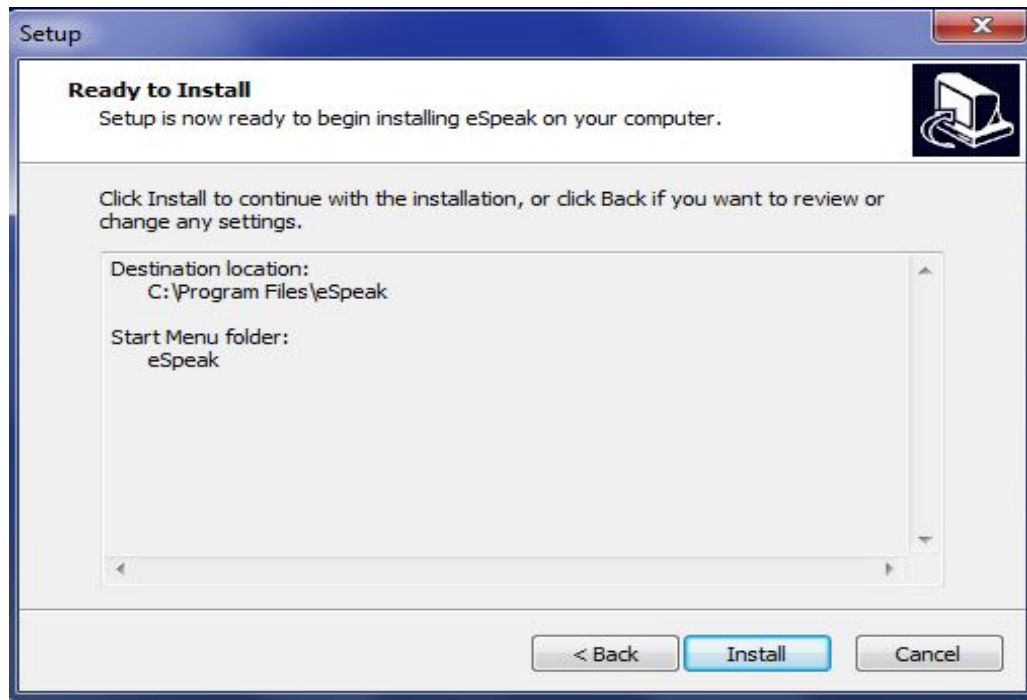 Setup
Ready to Install
Setup is now ready to begin installing eSpeak on your computer.
Click Install to continue with the installation, or click Back if you want to review or
change any settings.
Destination location:
C:\Program Files\eSpeak
Start Menu folder:
eSpeak
< Back
Install
Cancel